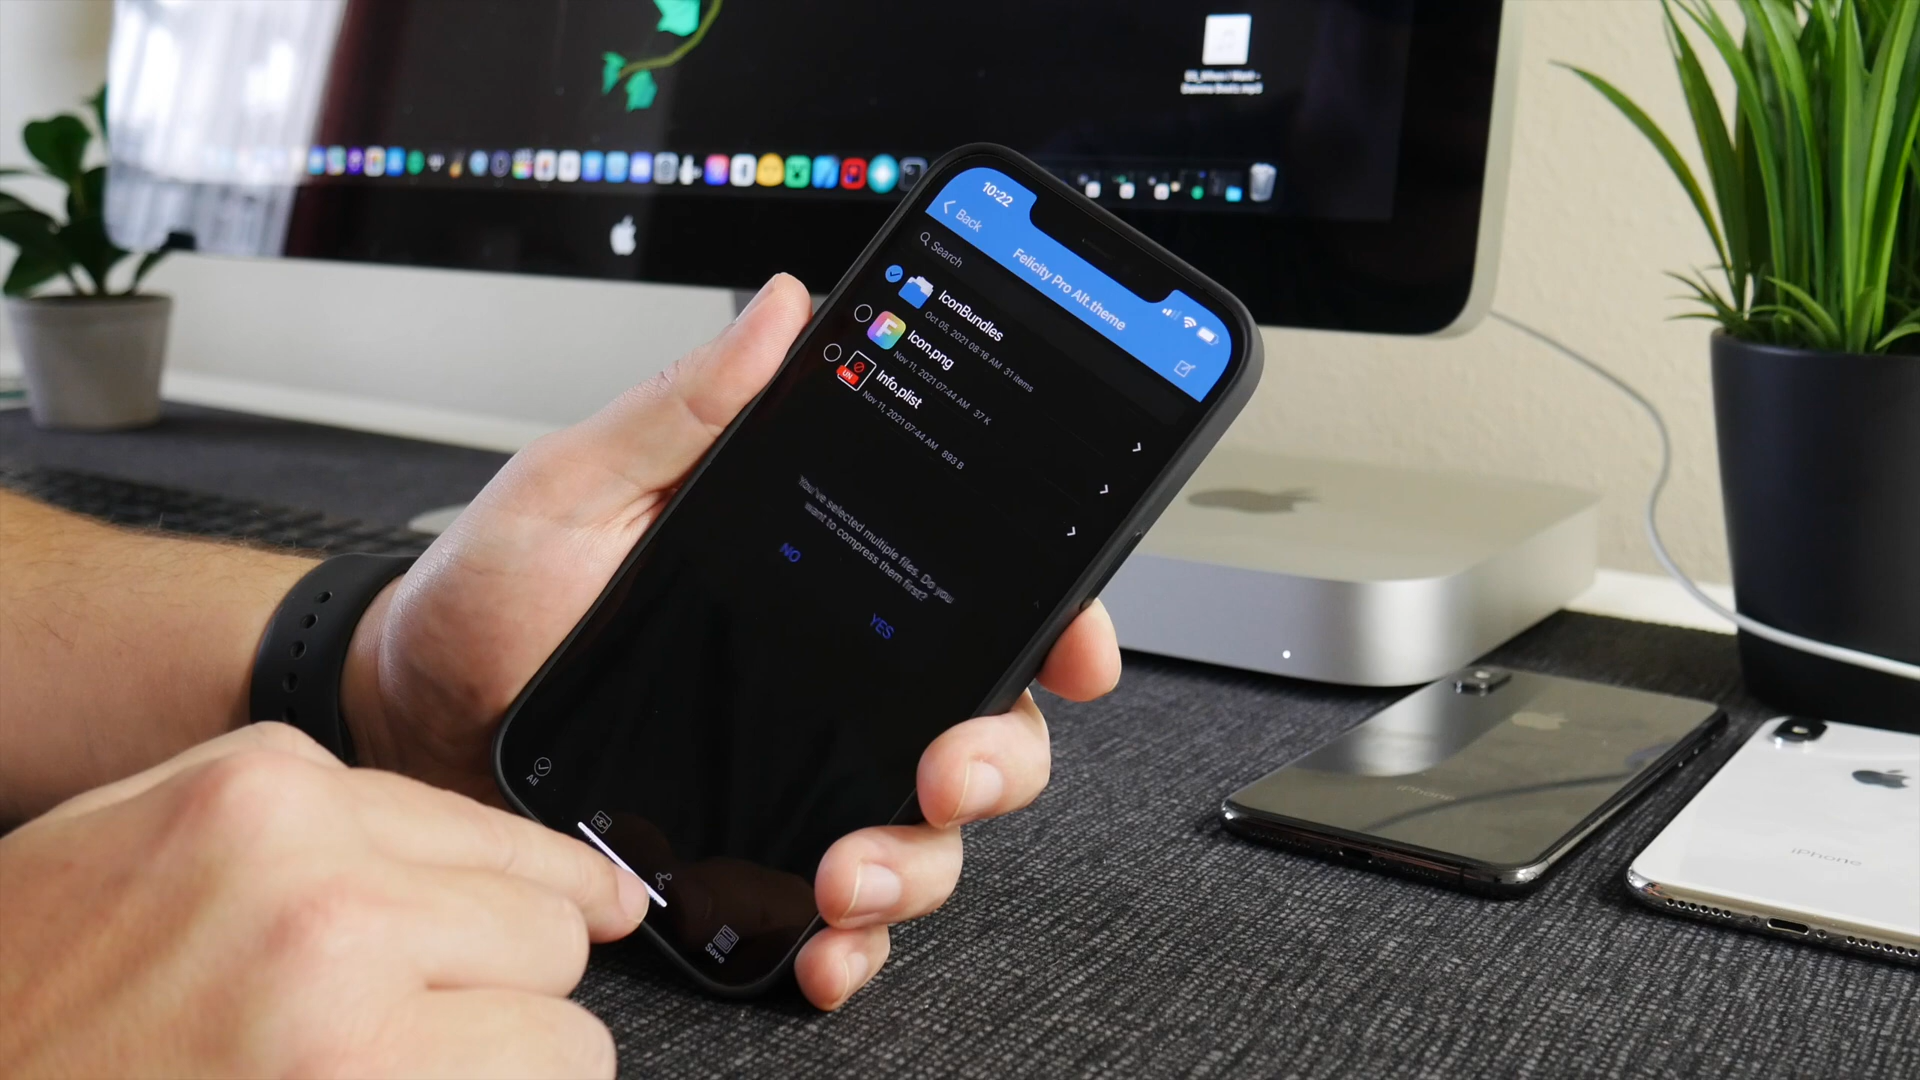 10:22
Back
Felicity Pro Alt.theme
Search
IconBundles
Oct 05, 2021 08:16 AM 31 items
Icon.png
Nov 11, 2021 07:44 AM 37 K
UN
Info.plist
Nov 11, 2021 07:44 AM 893 B
You've selected multiple files. Do you
want to compress them first?
NO
YES
All
Save
iPhone
iPhone